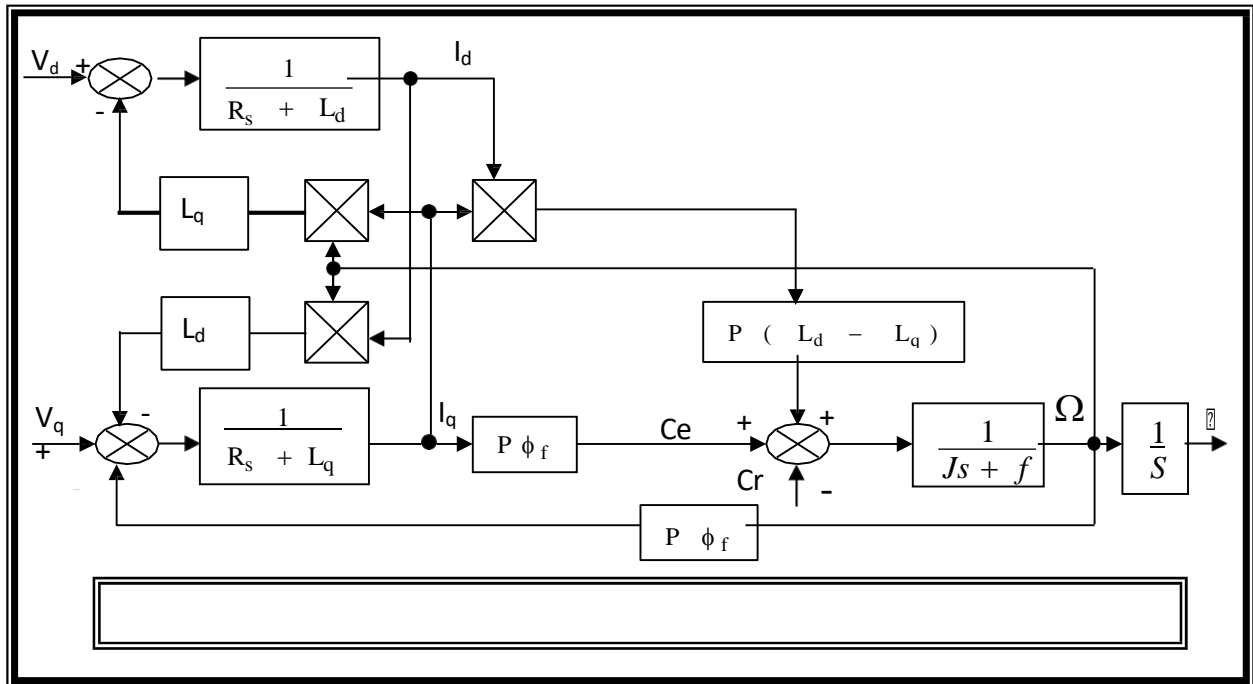 V_d + I_d
1
R_s + L_d
-
L_q
L_d
P ( L_d − L_q )
V_q
+
-
1
R_s + L_q
I_q
P ϕ_f
Ce
+
+
Cr
-
1
Js + f
Ω
1
S
P ϕ_f